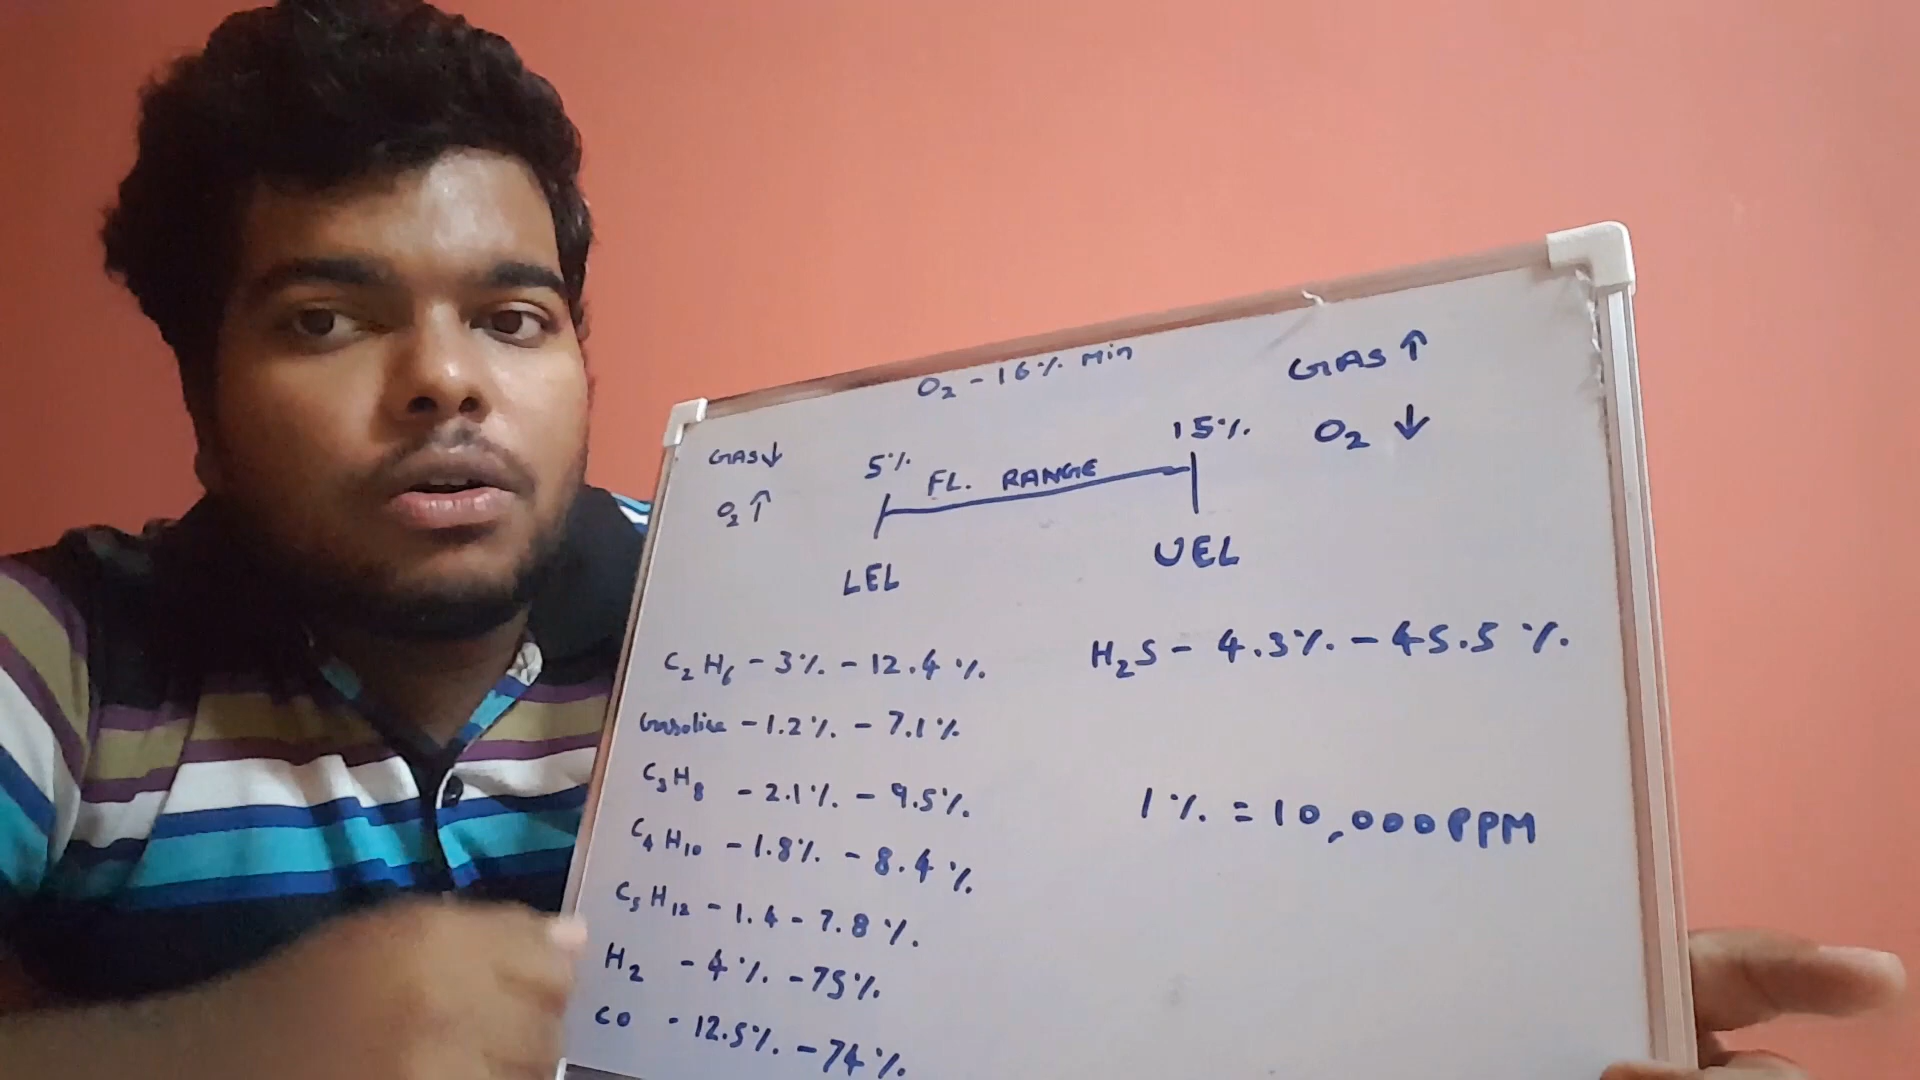 O₂ - 16% Min
GAS↑
O₂ ↓
GAS↓
O₂↑
5%
FL. RANGE
15%
LEL
UEL
C₂H₆ - 3% - 12.4%
Gasoline - 1.2% - 7.1%
C₃H₈ - 2.1% - 9.5%
C₄H₁₀ - 1.8% - 8.4%
C₅H₁₂ - 1.4 - 7.8%
H₂ - 4% - 75%
CO - 12.5% - 74%
H₂S - 4.3% - 45.5%
1% = 10,000PPM